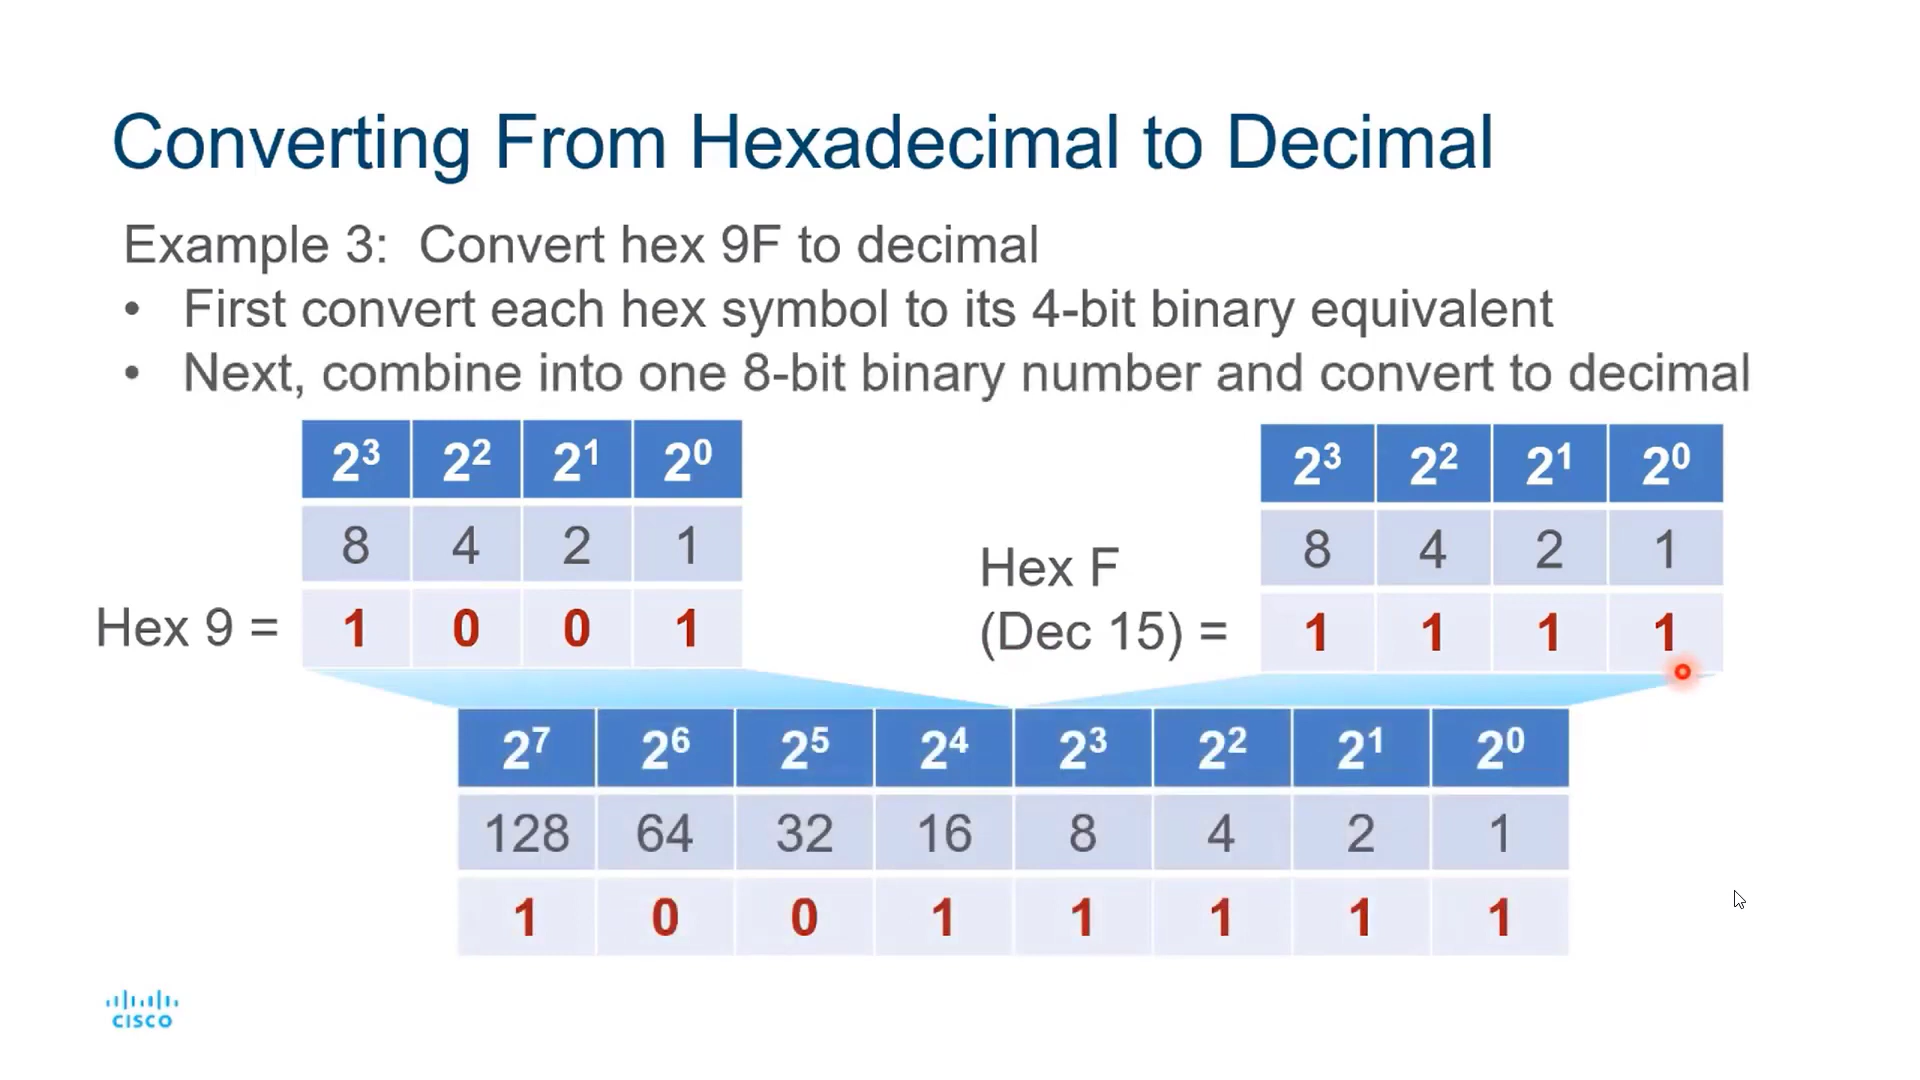 Converting From Hexadecimal to Decimal
Example 3: Convert hex 9F to decimal
• First convert each hex symbol to its 4-bit binary equivalent
• Next, combine into one 8-bit binary number and convert to decimal
2³ 2² 2¹ 2⁰
8 4 2 1
Hex 9 = 1 0 0 1
2³ 2² 2¹ 2⁰
8 4 2 1
Hex F
(Dec 15) = 1 1 1 1
2⁷ 2⁶ 2⁵ 2⁴ 2³ 2² 2¹ 2⁰
128 64 32 16 8 4 2 1
1 0 0 1 1 1 1 1
CISCO